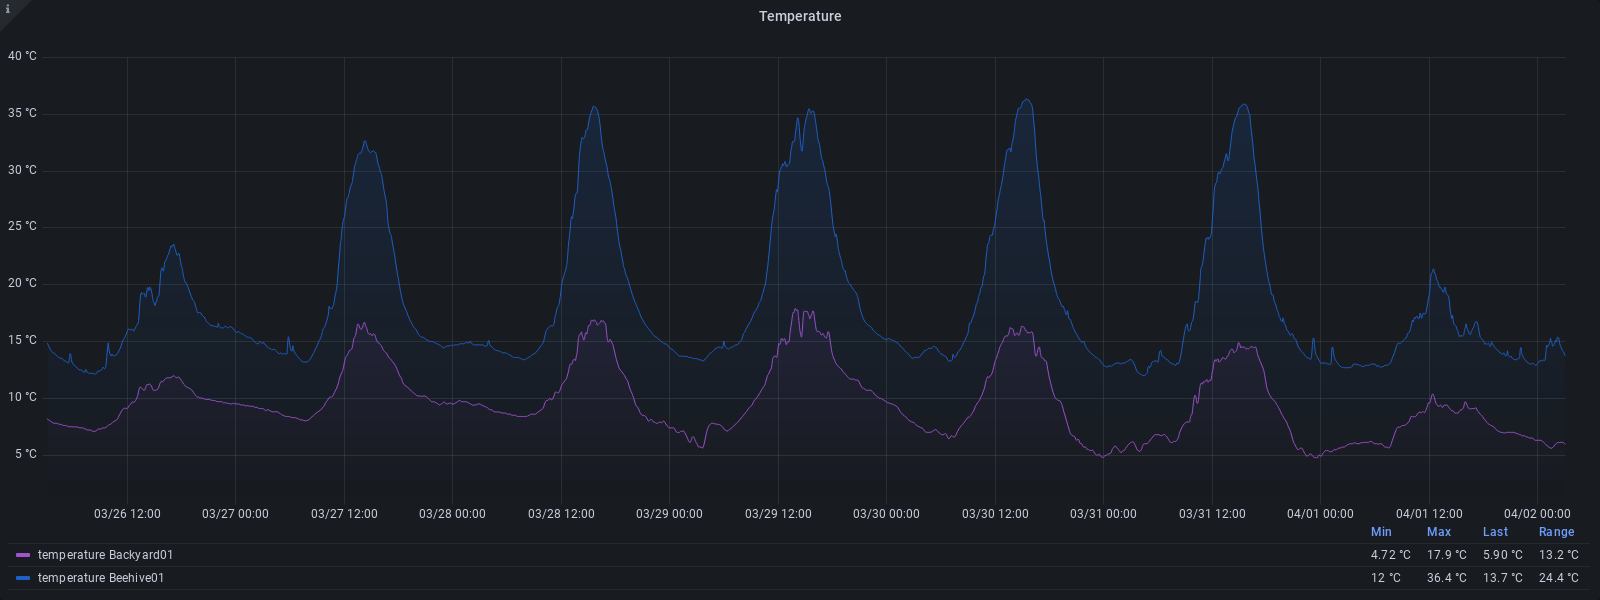 i
Temperature
40 °C
35 °C
30 °C
25 °C
20 °C
15 °C
10 °C
5 °C
03/26 12:00 03/27 00:00 03/27 12:00 03/28 00:00 03/28 12:00 03/29 00:00 03/29 12:00 03/30 00:00 03/30 12:00 03/31 00:00 03/31 12:00 04/01 00:00 04/01 12:00 04/02 00:00
Min Max Last Range
temperature Backyard01 4.72 °C 17.9 °C 5.90 °C 13.2 °C
temperature Beehive01 12 °C 36.4 °C 13.7 °C 24.4 °C